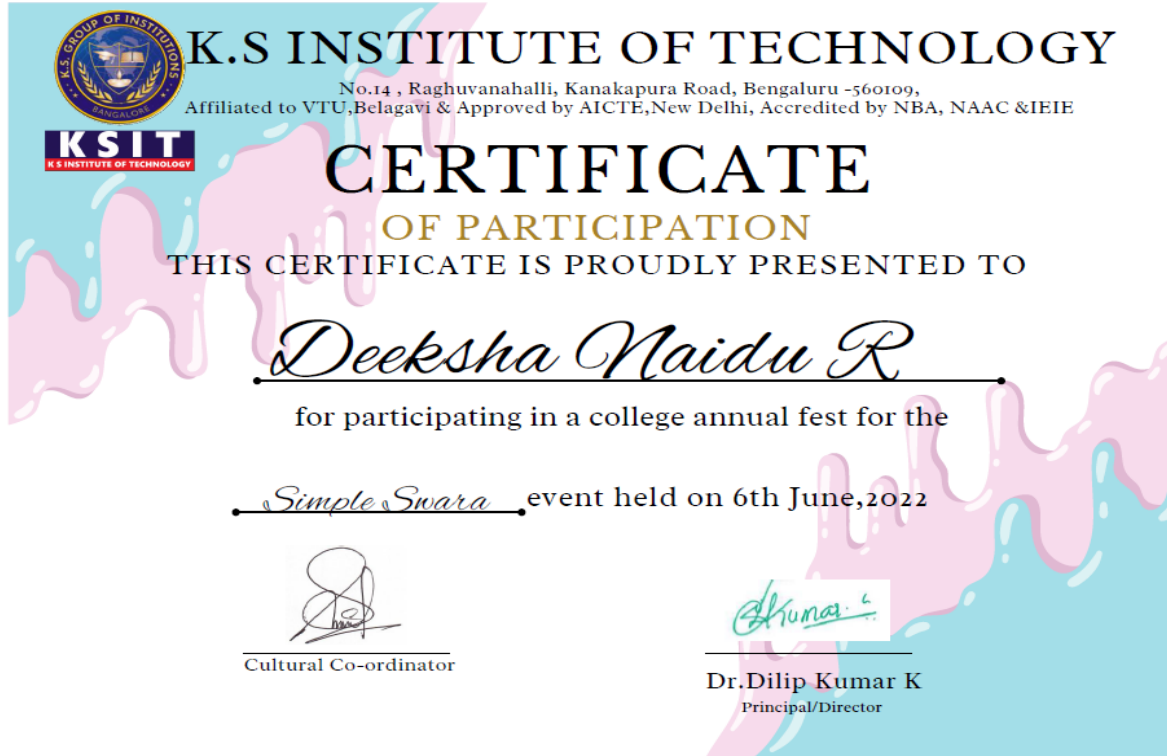 K.S. GROUP OF INSTITUTIONS
BANGALORE
KSIT
K S INSTITUTE OF TECHNOLOGY
K.S INSTITUTE OF TECHNOLOGY
No.14 , Raghuvanahalli, Kanakapura Road, Bengaluru -560109,
Affiliated to VTU,Belagavi & Approved by AICTE,New Delhi, Accredited by NBA, NAAC &IEIE
CERTIFICATE
OF PARTICIPATION
THIS CERTIFICATE IS PROUDLY PRESENTED TO
Deeksha Naidu R
for participating in a college annual fest for the
Simple Swara event held on 6th June,2022
Cultural Co-ordinator
Dr.Dilip Kumar K
Principal/Director